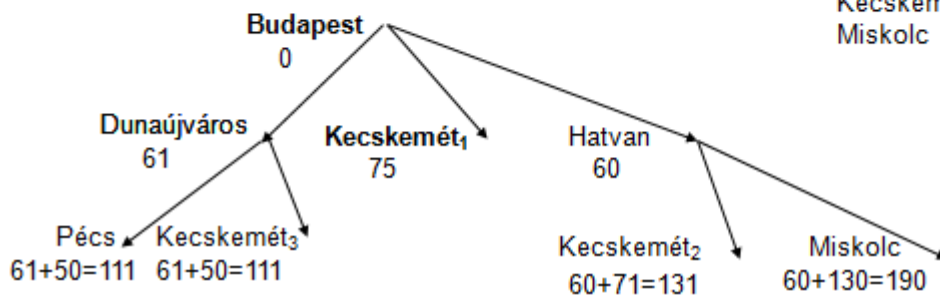 Kecskem
Miskolc
Budapest
0
Dunaújváros
61
Kecskemét₁
75
Hatvan
60
Pécs
61+50=111
Kecskemét₃
61+50=111
Kecskemét₂
60+71=131
Miskolc
60+130=190